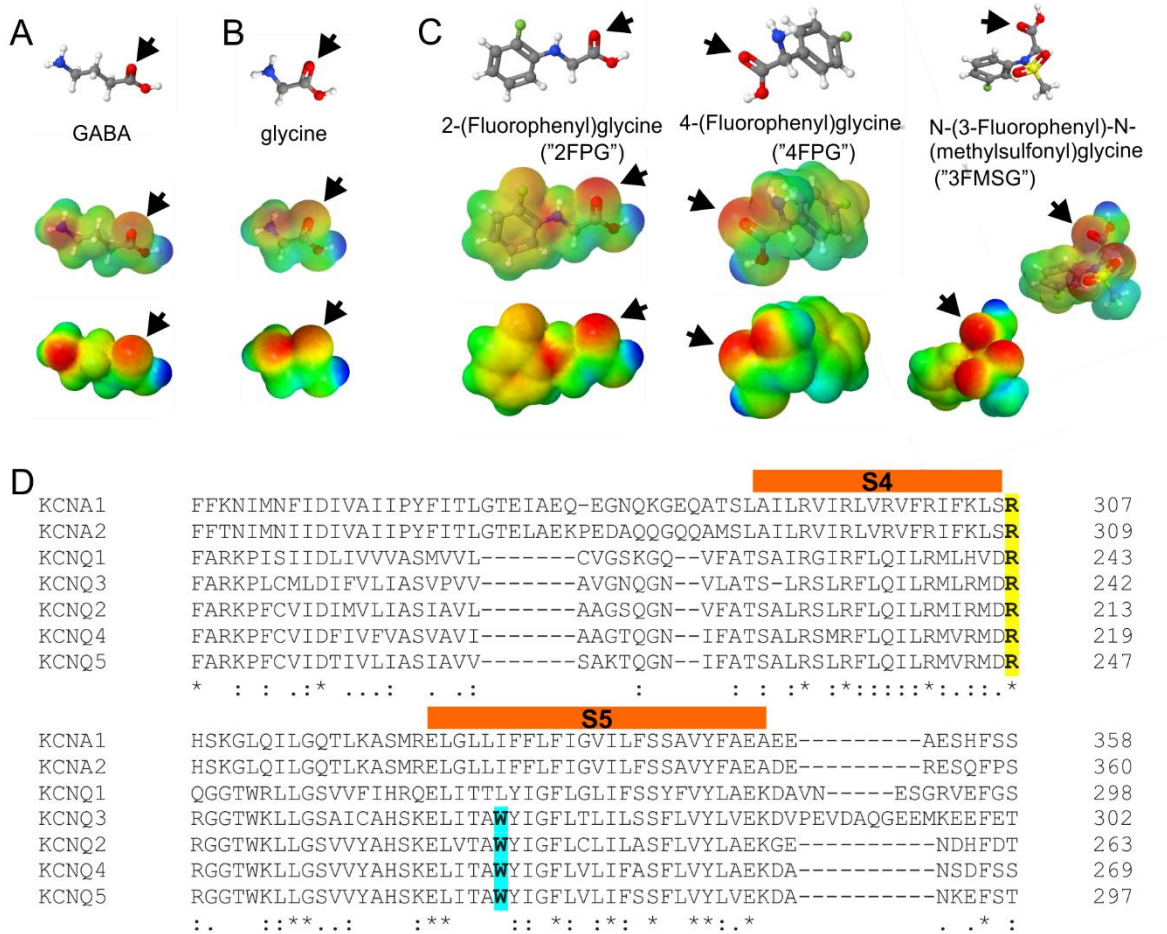 A
B
C
GABA
glycine
2-(Fluorophenyl)glycine
("2FPG")
4-(Fluorophenyl)glycine
("4FPG")
N-(3-Fluorophenyl)-N-
(methylsulfonyl)glycine
("3FMSG")
D
S4
KCNA1 FFKNIMNFIDIVAIIPYFITLGTEIAEQ-EGNQKGEQATSLAILRVIRLVRVFRIFKLSR 307
KCNA2 FFTNIMNIIDIVAIIPYFITLGTELAEKPEDAQQGQQAMSLAILRVIRLVRVFRIFKLSR 309
KCNQ1 FARKPISIIDLIVVVASMVVL-------CVGSKGQ--VFATSAIRGIRFLQILRMLHVDR 243
KCNQ3 FARKPLCMLDIFVLIASVPVV-------AVGNQGN--VLATS-LRSLRFLQILRMLRMDR 242
KCNQ2 FARKPFCVIDIMVLIASIAVL-------AAGSQGN--VFATSALRSLRFLQILRMIRMDR 213
KCNQ4 FARKPFCVIDFIVFVASVAVI-------AAGTQGN--IFATSALRSMRFLQILRMVRMDR 219
KCNQ5 FARKPFCVIDTIVLIASIAVV-------SAKTQGN--IFATSALRSLRFLQILRMVRMDR 247
* : : .:* ...: . .: : : : :* *::::::*.:.:. *
S5
KCNA1 HSKGLQILGQTLKASMRELGLLIFFLFIGVILFSSAVYFAEAEE---------AESHFSS 358
KCNA2 HSKGLQILGQTLKASMRELGLLIFFLFIGVILFSSAVYFAEADE---------RESQFPS 360
KCNQ1 QGGTWRLLGSVVFIHRQELITTLYIGFLGLIFSSYFVYLAEKDAVN-----ESGRVEFGS 298
KCNQ3 RGGTWKLLGSAICAHSKELITAWYIGFLTLILSSFLVYLVEKDVPEVDAQGEEMKEEFET 302
KCNQ2 RGGTWKLLGSVVYAHSKELVTAWYIGFLCLILASFLVYLAEKGE---------NDHFDT 263
KCNQ4 RGGTWKLLGSVVYAHSKELITAWYIGFLVLIFASFLVYLAEKDA---------NSDFSS 269
KCNQ5 RGGTWKLLGSVVYAHSKELITAWYIGFLVLIFSSFLVYLVEKDA---------NKEFST 297
:. ::**.: :** :: *: :*: * **:.* * :